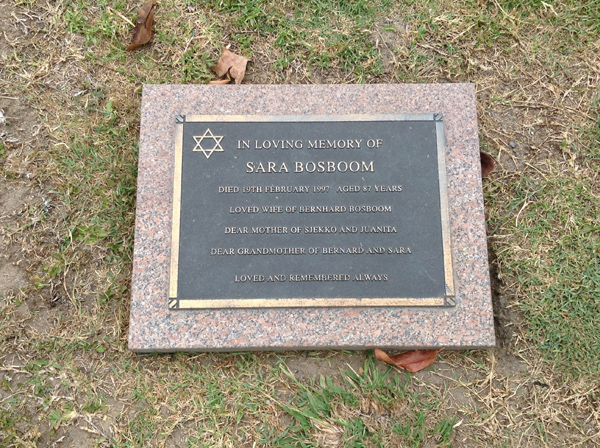 IN LOVING MEMORY OF
SARA BOSBOOM
DIED 19TH FEBRUARY 1997 AGED 87 YEARS
LOVED WIFE OF BERNHARD BOSBOOM
DEAR MOTHER OF SJEKKO AND JUANITA
DEAR GRANDMOTHER OF BERNARD AND SARA
LOVED AND REMEMBERED ALWAYS